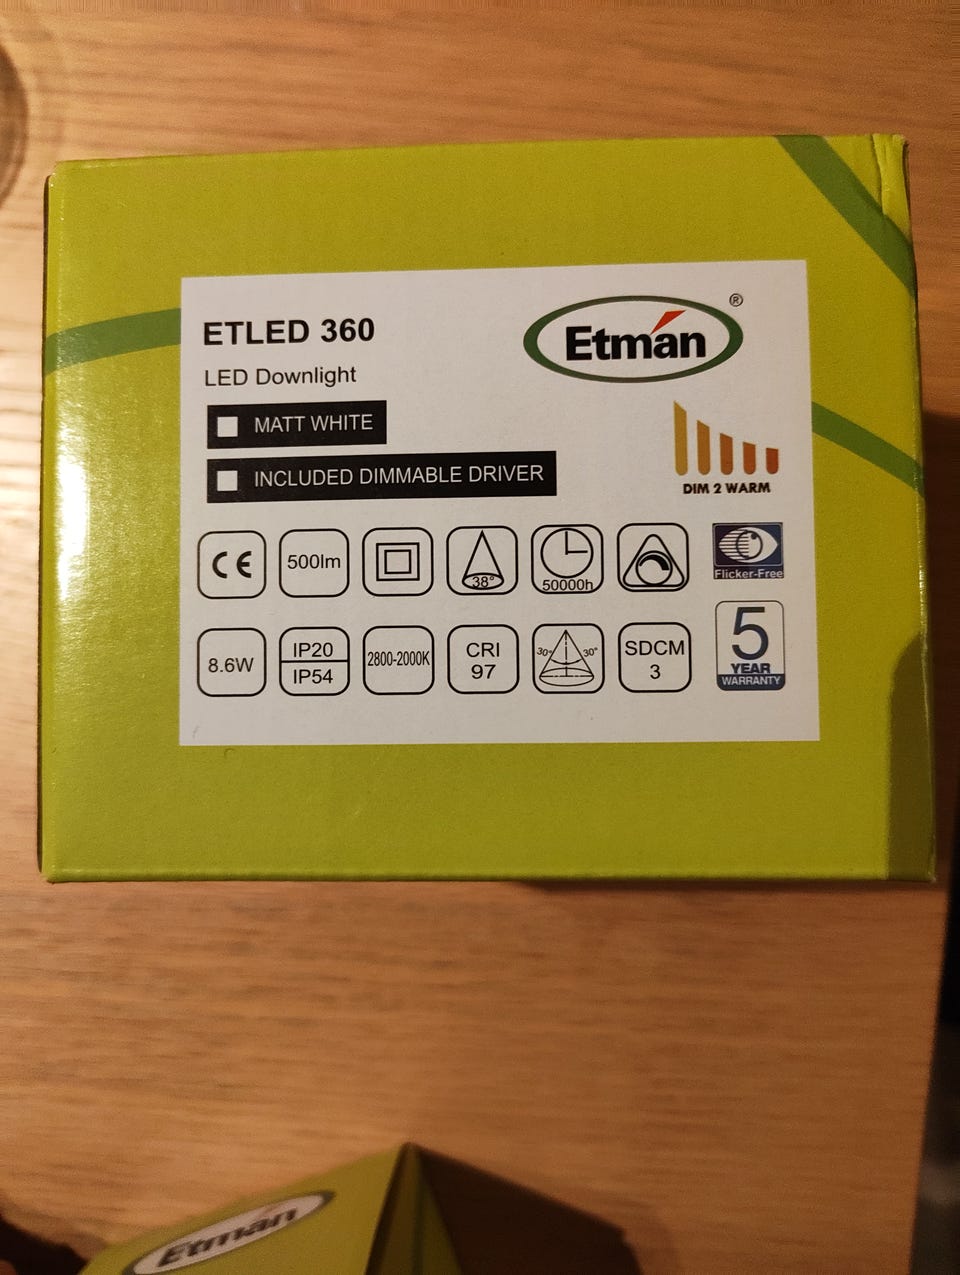 ETLED 360
LED Downlight
MATT WHITE
INCLUDED DIMMABLE DRIVER
Etmán ®
DIM 2 WARM
CE
500lm
38°
50000h
Flicker-Free
8.6W
IP20
IP54
2800-2000K
CRI
97
30° 30°
SDCM
3
5
YEAR
WARRANTY
Etmán